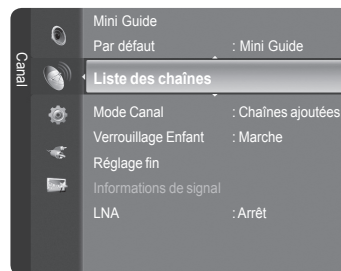 Canal
Mini Guide
Par défaut : Mini Guide
Liste des chaînes
Mode Canal : Chaînes ajoutées
Verrouillage Enfant : Marche
Réglage fin
Informations de signal
LNA : Arrêt